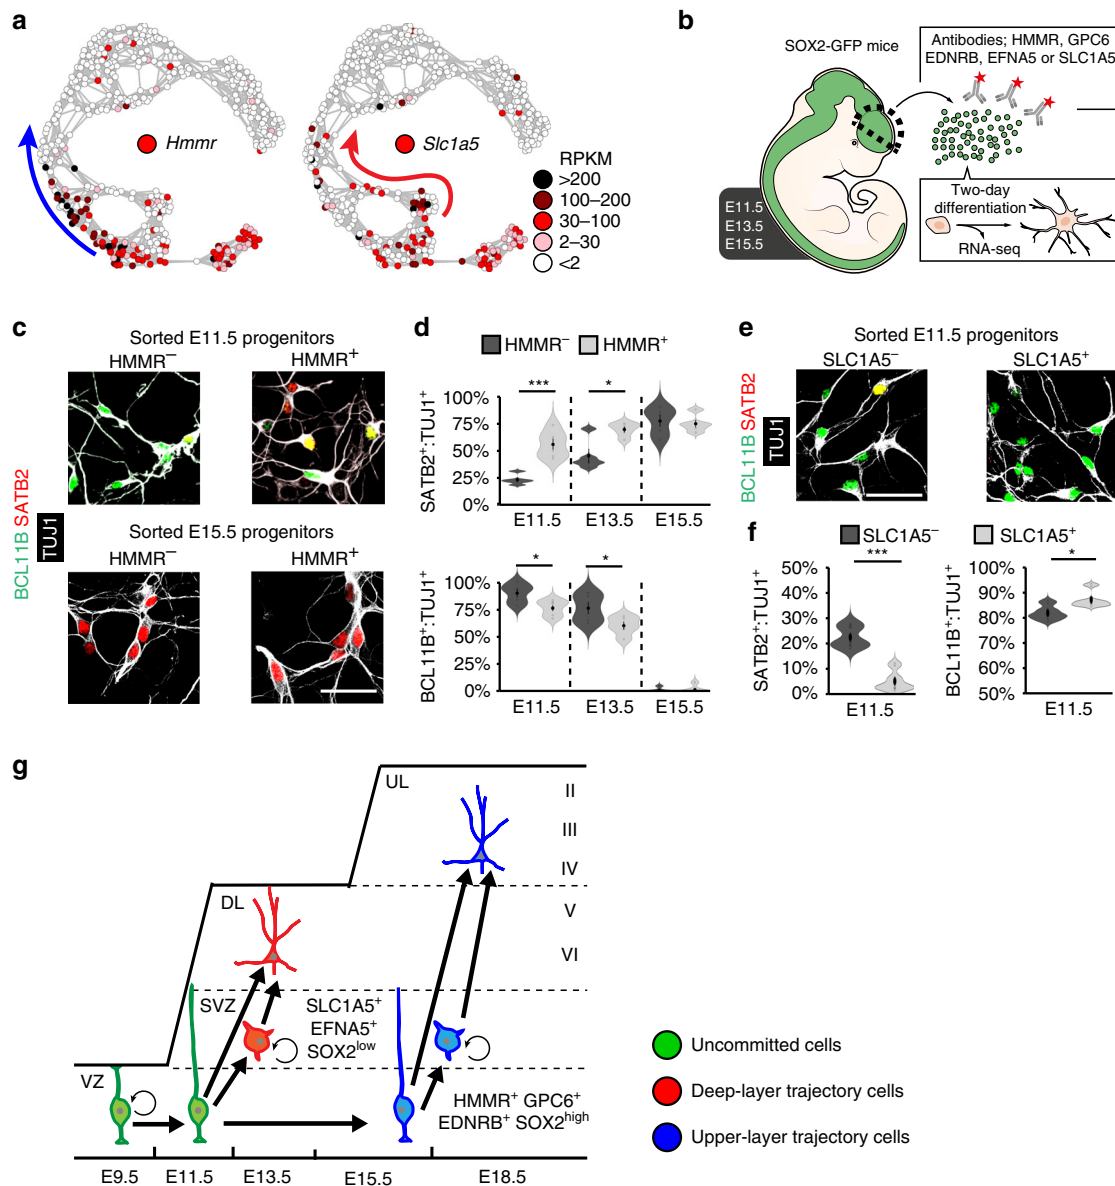 a
Hmmr
Slc1a5
RPKM
>200
100–200
30–100
2–30
<2
b
SOX2-GFP mice
Antibodies; HMMR, GPC6
EDNRB, EFNA5 or SLC1A5
E11.5
E13.5
E15.5
Two-day
differentiation
RNA-seq
c
Sorted E11.5 progenitors
HMMR–
HMMR+
BCL11B SATB2
TUJ1
Sorted E15.5 progenitors
HMMR–
HMMR+
d
HMMR–
HMMR+
SATB2+:TUJ1+
100%
75%
50%
25%
0%
***
*
E11.5
E13.5
E15.5
BCL11B+:TUJ1+
100%
75%
50%
25%
0%
*
*
E11.5
E13.5
E15.5
e
Sorted E11.5 progenitors
SLC1A5–
SLC1A5+
BCL11B SATB2
TUJ1
f
SLC1A5–
SLC1A5+
SATB2+:TUJ1+
50%
40%
30%
20%
10%
0%
***
E11.5
BCL11B+:TUJ1+
100%
90%
80%
70%
60%
50%
*
E11.5
g
UL
II
III
IV
DL
V
VI
SVZ
SLC1A5+
EFNA5+
SOX2low
VZ
HMMR+ GPC6+
EDNRB+ SOX2high
E9.5
E11.5
E13.5
E15.5
E18.5
Uncommitted cells
Deep-layer trajectory cells
Upper-layer trajectory cells